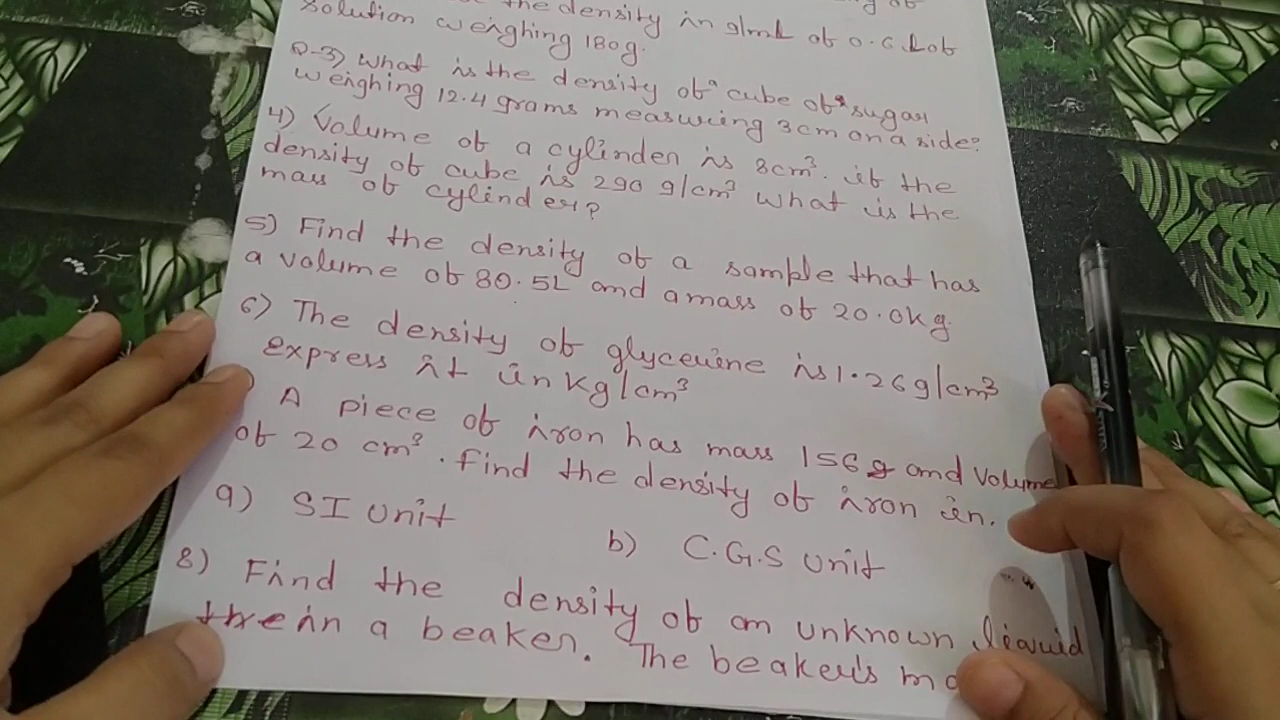 the density in g/mL of 0.6 L of
solution weighing 180g.
Q-3) What is the density of cube of sugar
weighing 12.4 grams measuring 3cm on a side?
4) Volume of a cylinder is 8cm³. if the
density of cube is 290 g/cm³ what is the
mass of cylinder?
5) Find the density of a sample that has
a volume of 80.5L and a mass of 20.0kg.
6) The density of glycerine is 1.26g/cm³
express it in kg/cm³
) A piece of iron has mass 156g and Volume
of 20 cm³. find the density of iron in.
a) SI Unit
b) C.G.S Unit
8) Find the density of an unknown liquid
in a beaker. The beaker's